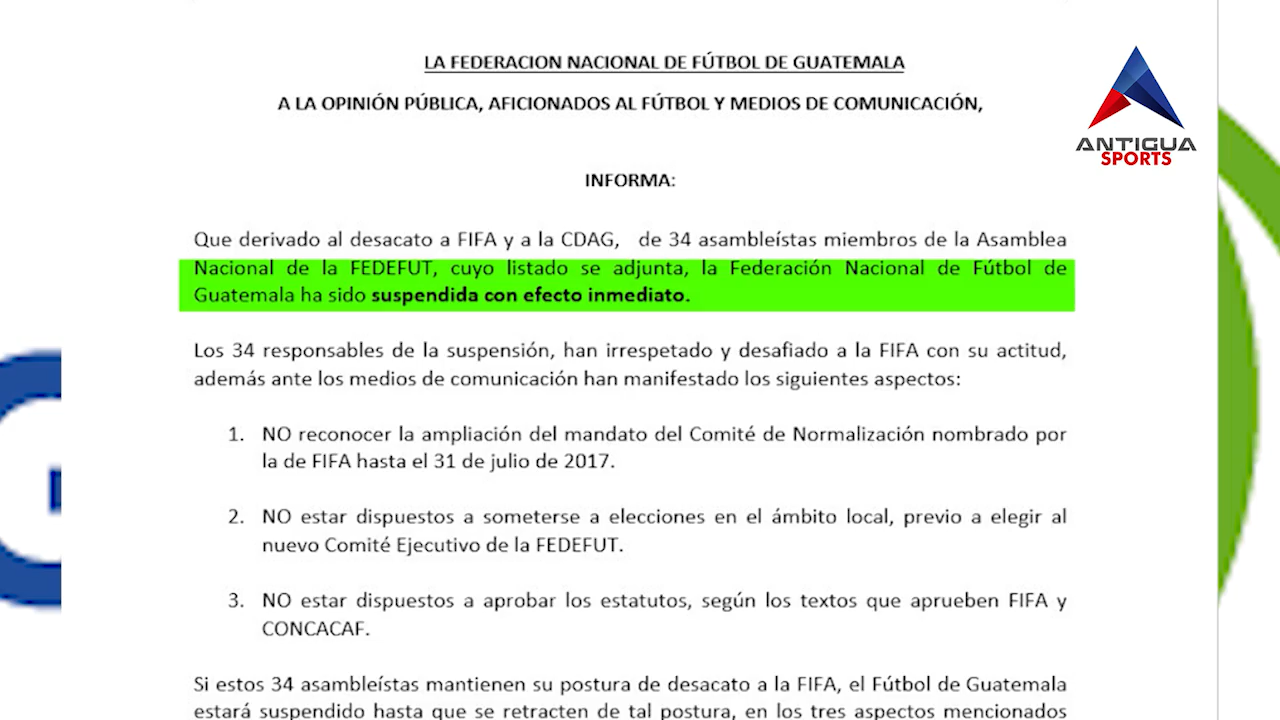 LA FEDERACION NACIONAL DE FÚTBOL DE GUATEMALA
A LA OPINIÓN PÚBLICA, AFICIONADOS AL FÚTBOL Y MEDIOS DE COMUNICACIÓN,
ANTIGUA
SPORTS
INFORMA:
Que derivado al desacato a FIFA y a la CDAG, de 34 asambleístas miembros de la Asamblea
Nacional de la FEDEFUT, cuyo listado se adjunta, la Federación Nacional de Fútbol de
Guatemala ha sido suspendida con efecto inmediato.
Los 34 responsables de la suspensión, han irrespetado y desafiado a la FIFA con su actitud,
además ante los medios de comunicación han manifestado los siguientes aspectos:
1. NO reconocer la ampliación del mandato del Comité de Normalización nombrado por
la de FIFA hasta el 31 de julio de 2017.
2. NO estar dispuestos a someterse a elecciones en el ámbito local, previo a elegir al
nuevo Comité Ejecutivo de la FEDEFUT.
3. NO estar dispuestos a aprobar los estatutos, según los textos que aprueben FIFA y
CONCACAF.
Si estos 34 asambleístas mantienen su postura de desacato a la FIFA, el Fútbol de Guatemala
estará suspendido hasta que se retracten de tal postura, en los tres aspectos mencionados